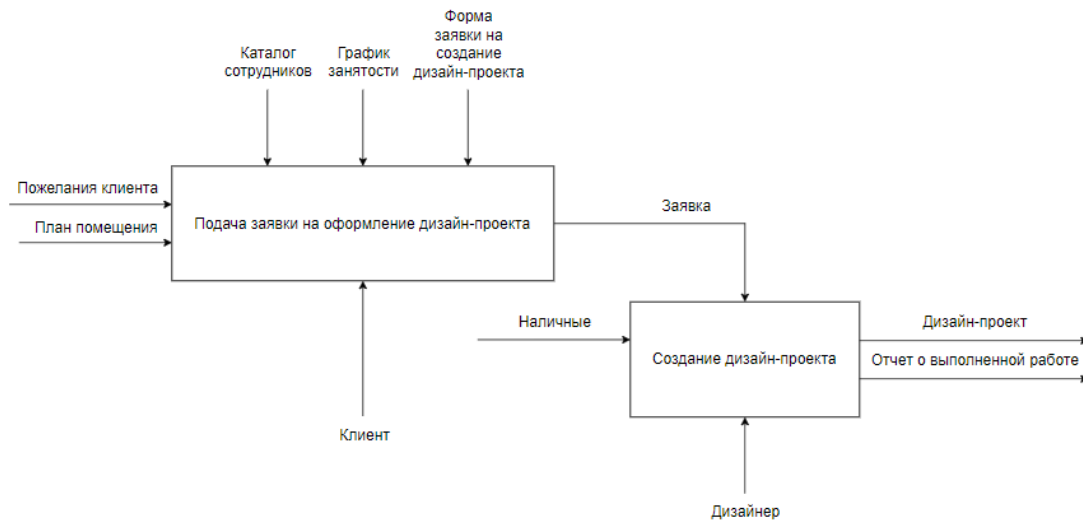 Каталог
сотрудников
График
занятости
Форма
заявки на
создание
дизайн-проекта
Пожелания клиента
План помещения
Подача заявки на оформление дизайн-проекта
Заявка
Клиент
Наличные
Создание дизайн-проекта
Дизайн-проект
Отчет о выполненной работе
Дизайнер